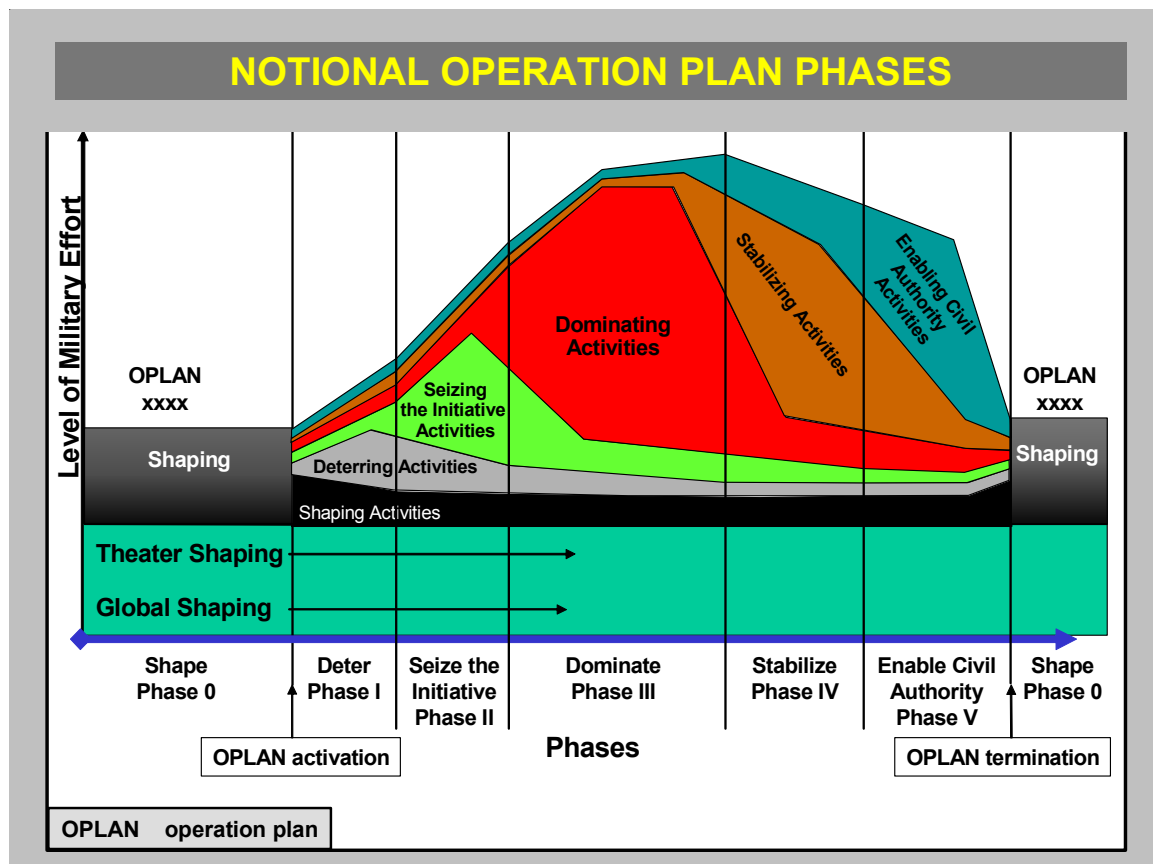 NOTIONAL OPERATION PLAN PHASES
Level of Military Effort
OPLAN
xxxx
Shaping
Enabling Civil
Authority
Activities
Stabilizing Activities
Dominating
Activities
Seizing
the Initiative
Activities
Deterring Activities
Shaping Activities
OPLAN
xxxx
Shaping
Theater Shaping
Global Shaping
Shape
Phase 0
Deter
Phase I
Seize the
Initiative
Phase II
Dominate
Phase III
Stabilize
Phase IV
Enable Civil
Authority
Phase V
Shape
Phase 0
OPLAN activation
Phases
OPLAN termination
OPLAN operation plan